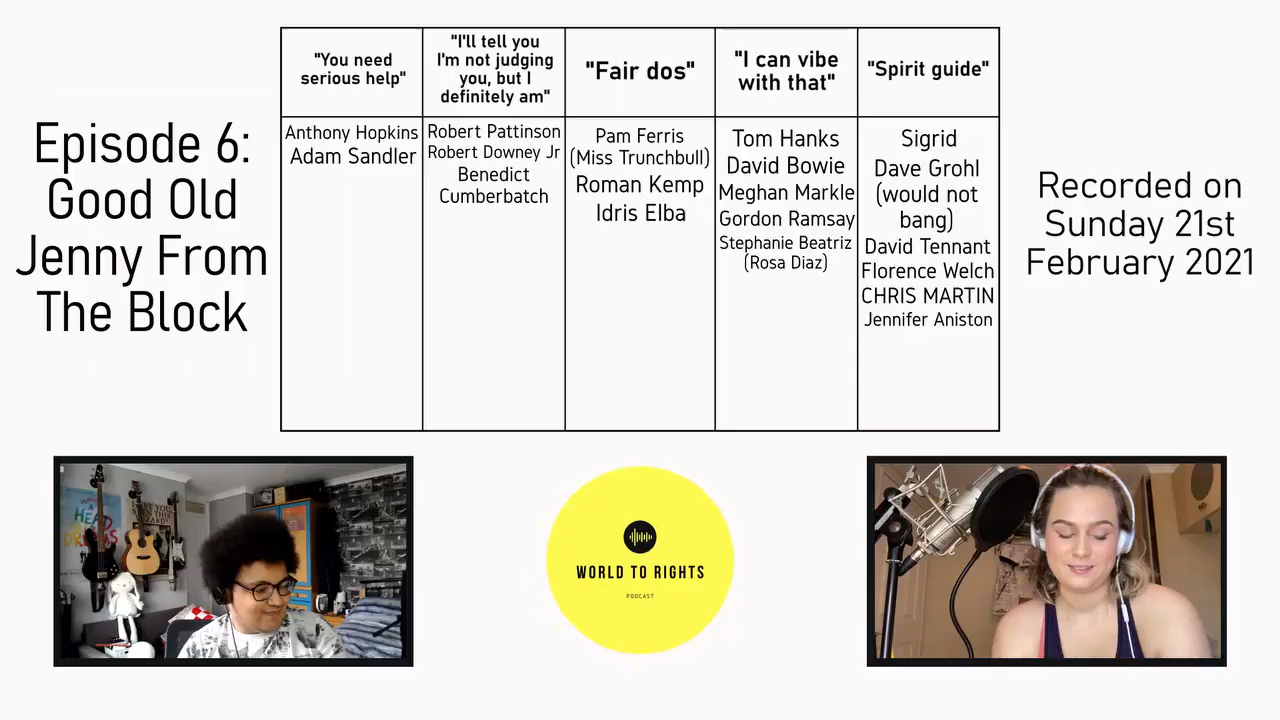 Episode 6:
Good Old
Jenny From
The Block
"You need
serious help"
"I'll tell you
I'm not judging
you, but I
definitely am"
"Fair dos"
"I can vibe
with that"
"Spirit guide"
Anthony Hopkins
Adam Sandler
Robert Pattinson
Robert Downey Jr
Benedict
Cumberbatch
Pam Ferris
(Miss Trunchbull)
Roman Kemp
Idris Elba
Tom Hanks
David Bowie
Meghan Markle
Gordon Ramsay
Stephanie Beatriz
(Rosa Diaz)
Sigrid
Dave Grohl
(would not
bang)
David Tennant
Florence Welch
CHRIS MARTIN
Jennifer Aniston
Recorded on
Sunday 21st
February 2021
A
HEAD
WORLD TO RIGHTS
PODCAST